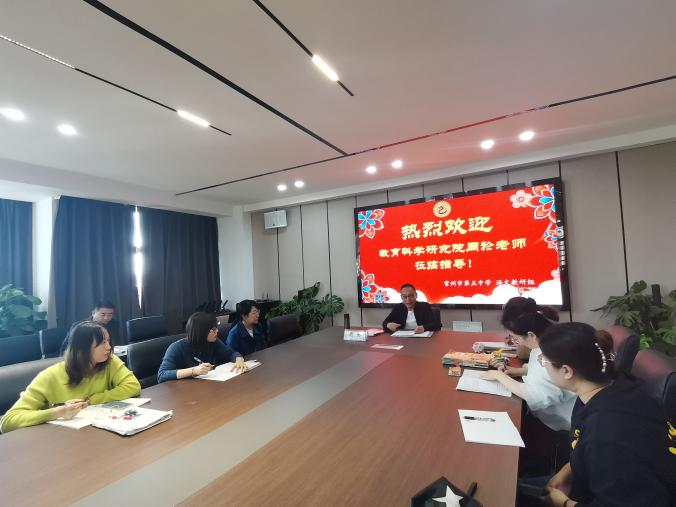 热烈欢迎
教育科学研究院周於老师
莅临指导！
常州市第五中学 语文教研组